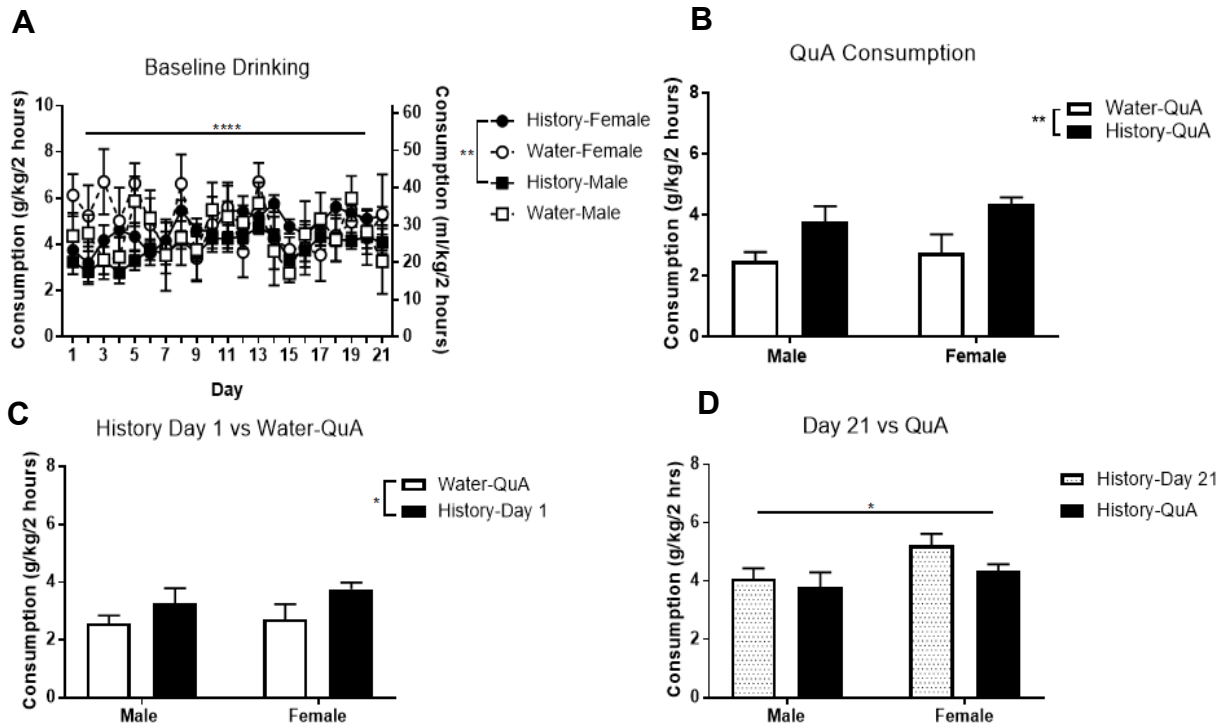 A
Baseline Drinking
Consumption (g/kg/2 hours)
10
8
6
4
2
0
****
60
50
40
30
20
10
0
Consumption (ml/kg/2 hours)
1 3 5 7 9 11 13 15 17 19 21
Day
**
History-Female
Water-Female
History-Male
Water-Male
B
QuA Consumption
Consumption (g/kg/2 hours)
8
6
4
2
0
Male Female
**
Water-QuA
History-QuA
C
History Day 1 vs Water-QuA
Consumption (g/kg/2 hours)
8
6
4
2
0
Male Female
*
Water-QuA
History-Day 1
D
Day 21 vs QuA
Consumption (g/kg/2 hrs)
8
6
4
2
0
*
Male Female
History-Day 21
History-QuA